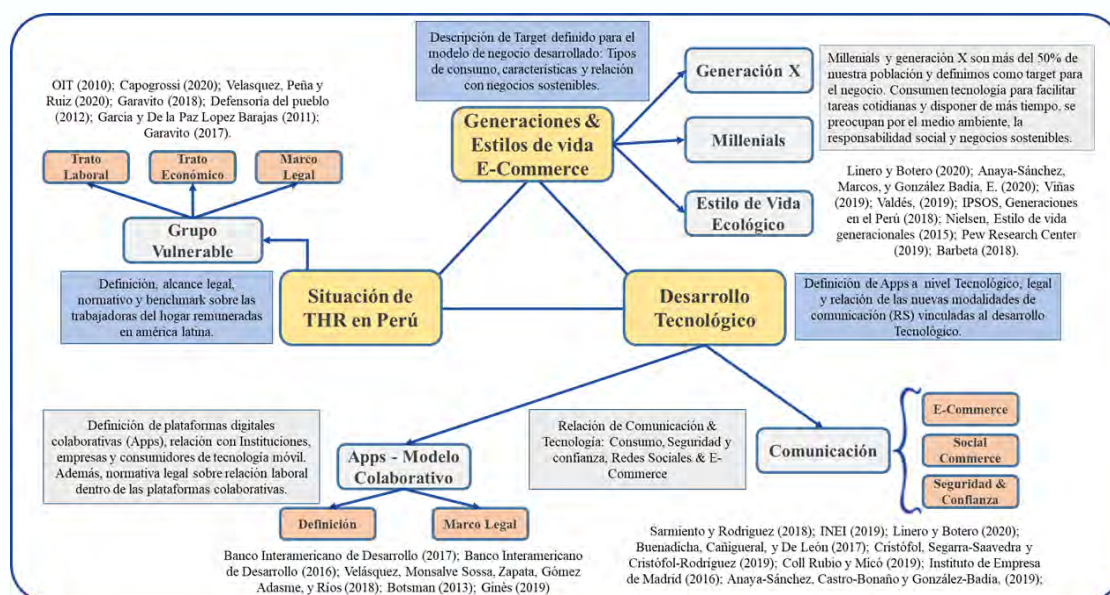 Descripción de Target definido para el
modelo de negocio desarrollado: Tipos
de consumo, características y relación
con negocios sostenibles.
Generaciones &
Estilos de vida
E-Commerce
Generación X
Millenials
Estilo de Vida
Ecológico
Millenials y generación X son más del 50% de
nuestra población y definimos como target para
el negocio. Consumen tecnología para facilitar
tareas cotidianas y disponer de más tiempo, se
preocupan por el medio ambiente, la
responsabilidad social y negocios sostenibles.
Linero y Botero (2020); Anaya-Sánchez,
Marcos, y González Badía, E. (2020); Viñas
(2019); Valdés, (2019); IPSOS, Generaciones
en el Perú (2018); Nielsen, Estilo de vida
generacionales (2015); Pew Research Center
(2019); Barbeta (2018).
OIT (2010); Capogrossi (2020); Velasquez, Peña y
Ruiz (2020); Garavito (2018); Defensoria del pueblo
(2012); Garcia y De la Paz Lopez Barajas (2011);
Garavito (2017).
Trato
Laboral
Trato
Económico
Marco
Legal
Grupo
Vulnerable
Definición, alcance legal,
normativo y benchmark sobre las
trabajadoras del hogar remuneradas
en américa latina.
Situación de
THR en Perú
Desarrollo
Tecnológico
Definición de Apps a nivel Tecnológico, legal
y relación de las nuevas modalidades de
comunicación (RS) vinculadas al desarrollo
Tecnológico.
Definición de plataformas digitales
colaborativas (Apps), relación con Instituciones,
empresas y consumidores de tecnología móvil.
Además, normativa legal sobre relación laboral
dentro de las plataformas colaborativas.
Apps - Modelo
Colaborativo
Definición
Marco Legal
Banco Interamericano de Desarrollo (2017); Banco Interamericano
de Desarrollo (2016); Velásquez, Monsalve Sossa, Zapata, Gómez
Adasme, y Ríos (2018); Botsman (2013); Ginès (2019)
Relación de Comunicación &
Tecnología: Consumo, Seguridad y
confianza, Redes Sociales & E-
Commerce
Comunicación
E-Commerce
Social
Commerce
Seguridad &
Confianza
Sarmiento y Rodriguez (2018); INEI (2019); Linero y Botero (2020);
Buenadicha, Cañigueral, y De León (2017); Cristófol, Segarra-Saavedra y
Cristófol-Rodríguez (2019); Coll Rubio y Micó (2019); Instituto de Empresa
de Madrid (2016); Anaya-Sánchez, Castro-Bonaño y González-Badía, (2019);